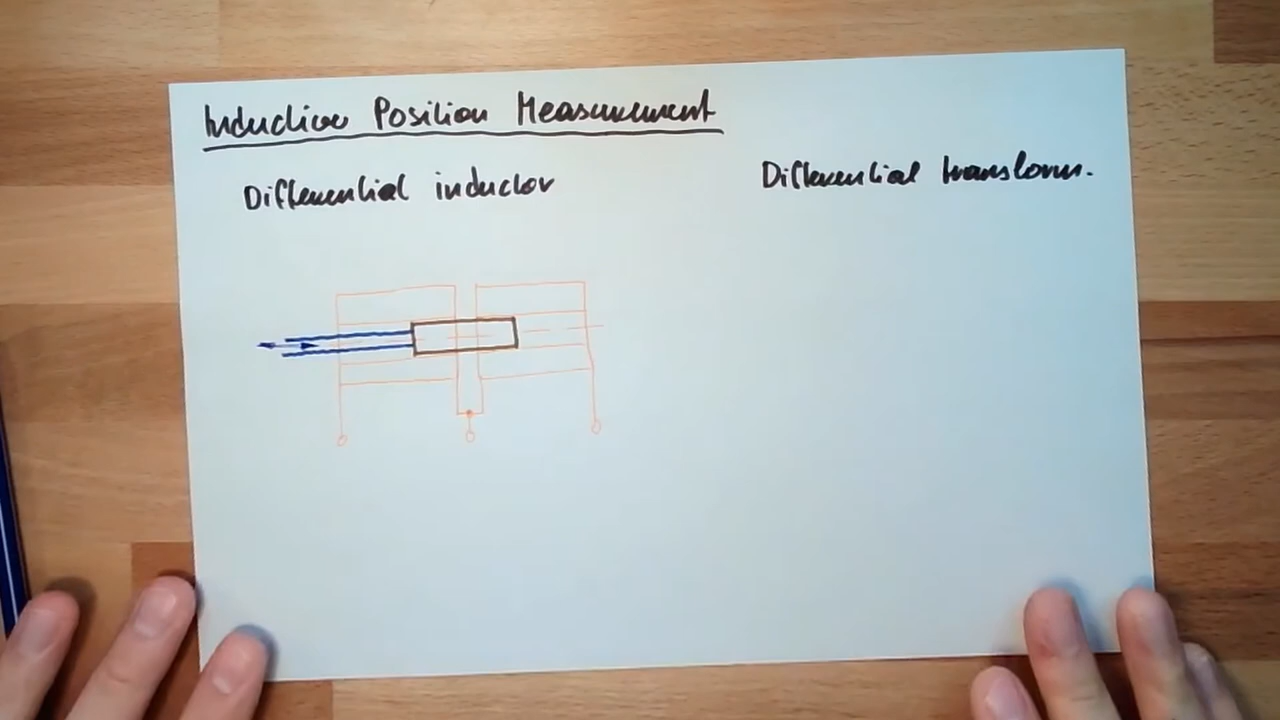 Inductive Position Measurement
Differential inductor
Differential transform.